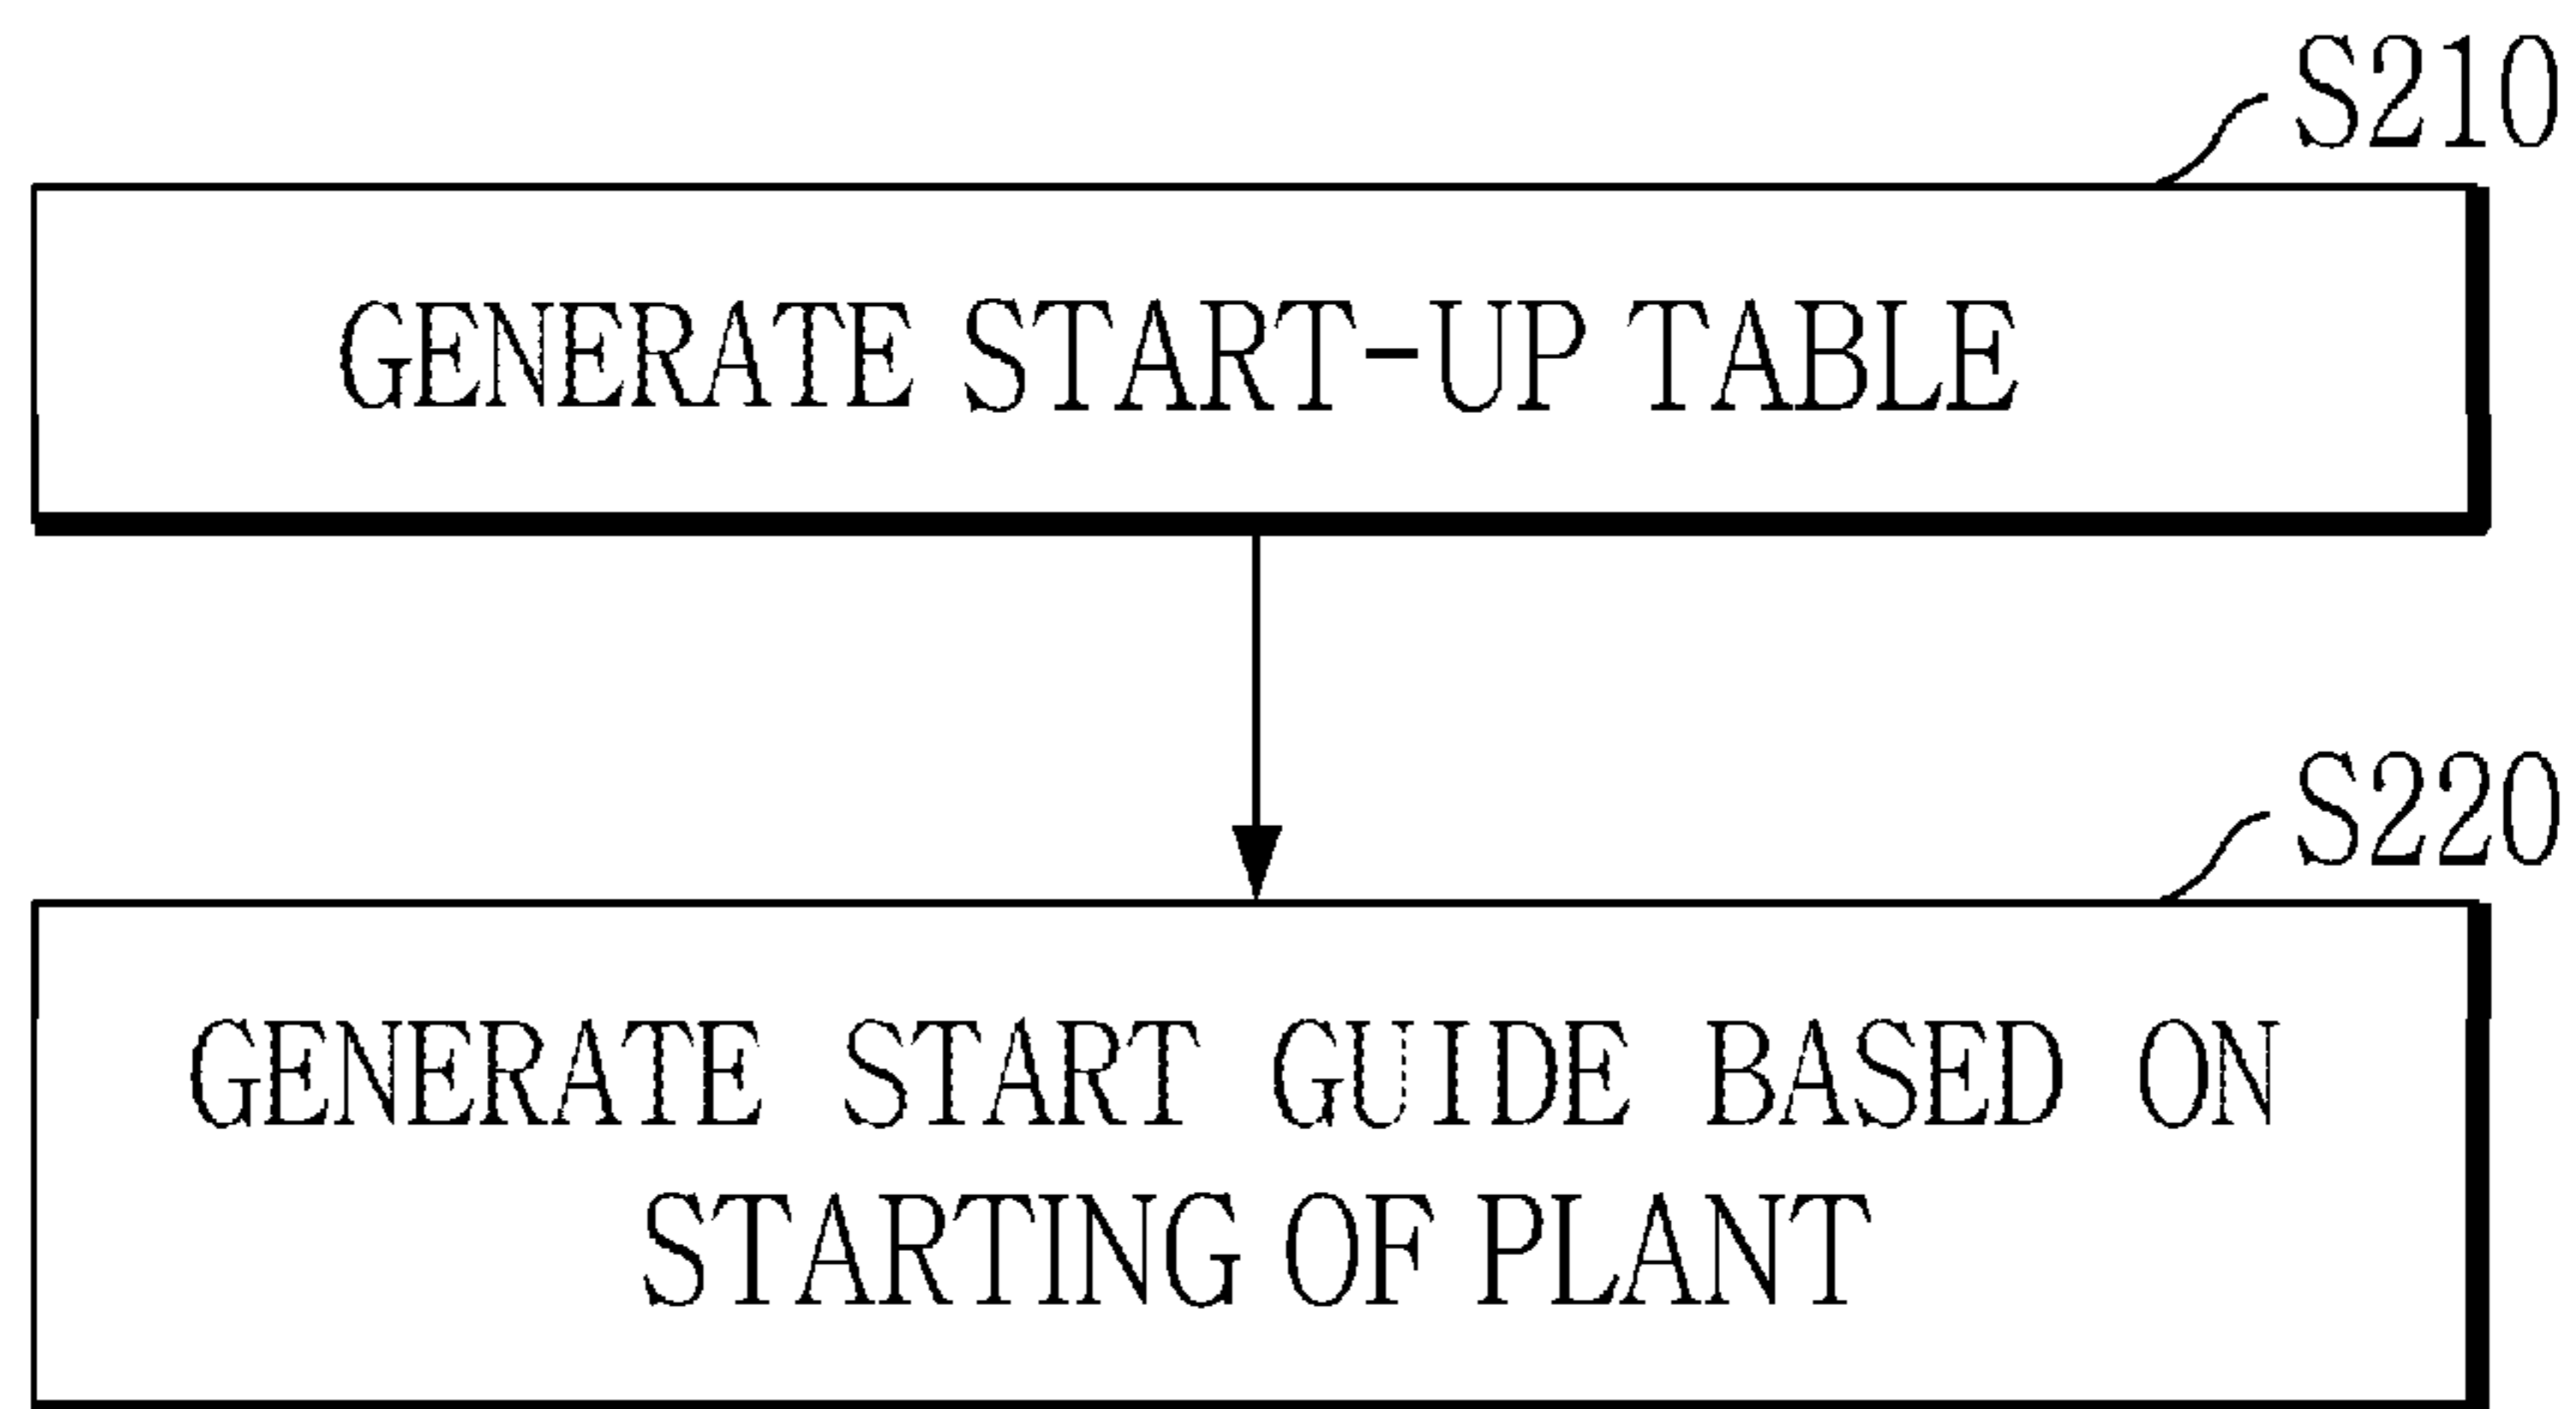 S210
GENERATE START-UP TABLE
S220
GENERATE START GUIDE BASED ON
STARTING OF PLANT